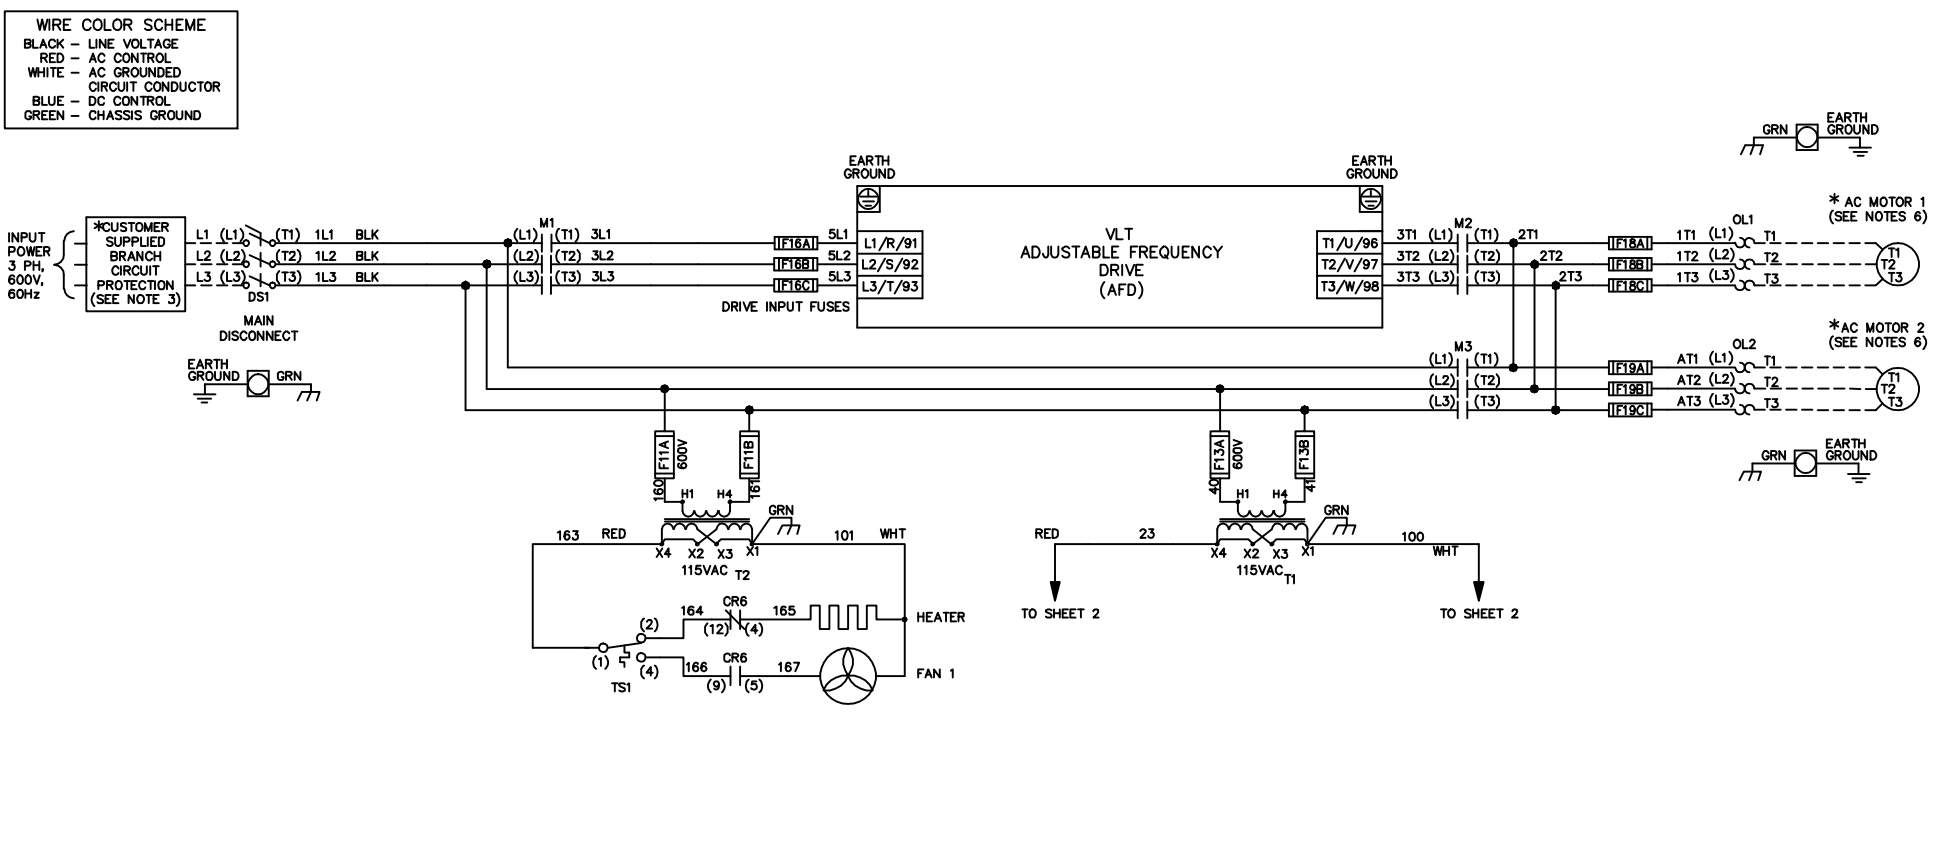 WIRE COLOR SCHEME
BLACK – LINE VOLTAGE
RED – AC CONTROL
WHITE – AC GROUNDED
CIRCUIT CONDUCTOR
BLUE – DC CONTROL
GREEN – CHASSIS GROUND
GRN
EARTH
GROUND
EARTH
GROUND
EARTH
GROUND
INPUT
POWER
3 PH,
600V,
60Hz
*CUSTOMER
SUPPLIED
BRANCH
CIRCUIT
PROTECTION
(SEE NOTE 3)
L1 (L1) (T1) 1L1 BLK
L2 (L2) (T2) 1L2 BLK
L3 (L3) (T3) 1L3 BLK
DS1
MAIN
DISCONNECT
EARTH
GROUND
GRN
M1
(L1) (T1) 3L1
(L2) (T2) 3L2
(L3) (T3) 3L3
F16A 5L1
F16B 5L2
F16C 5L3
DRIVE INPUT FUSES
L1/R/91
L2/S/92
L3/T/93
VLT
ADJUSTABLE FREQUENCY
DRIVE
(AFD)
T1/U/96
T2/V/97
T3/W/98
M2
3T1 (L1) (T1) 2T1
3T2 (L2) (T2) 2T2
3T3 (L3) (T3) 2T3
OL1
F18A 1T1 (L1) T1
F18B 1T2 (L2) T2
F18C 1T3 (L3) T3
* AC MOTOR 1
(SEE NOTES 6)
T1
T2
T3
M3
(L1) (T1)
(L2) (T2)
(L3) (T3)
OL2
F19A AT1 (L1) T1
F19B AT2 (L2) T2
F19C AT3 (L3) T3
*AC MOTOR 2
(SEE NOTES 6)
T1
T2
T3
GRN
EARTH
GROUND
F11A
600V
F11B
160
161
H1 H4
GRN
163 RED
X4 X2 X3 X1
101 WHT
115VAC T2
CR6
164 165
(12) (4)
HEATER
(2)
(1)
(4)
TS1
CR6
166 167
(9) (5)
FAN 1
F13A
600V
F13B
40
41
H1 H4
GRN
RED 23
X4 X2 X3 X1
100
WHT
115VAC T1
TO SHEET 2
TO SHEET 2